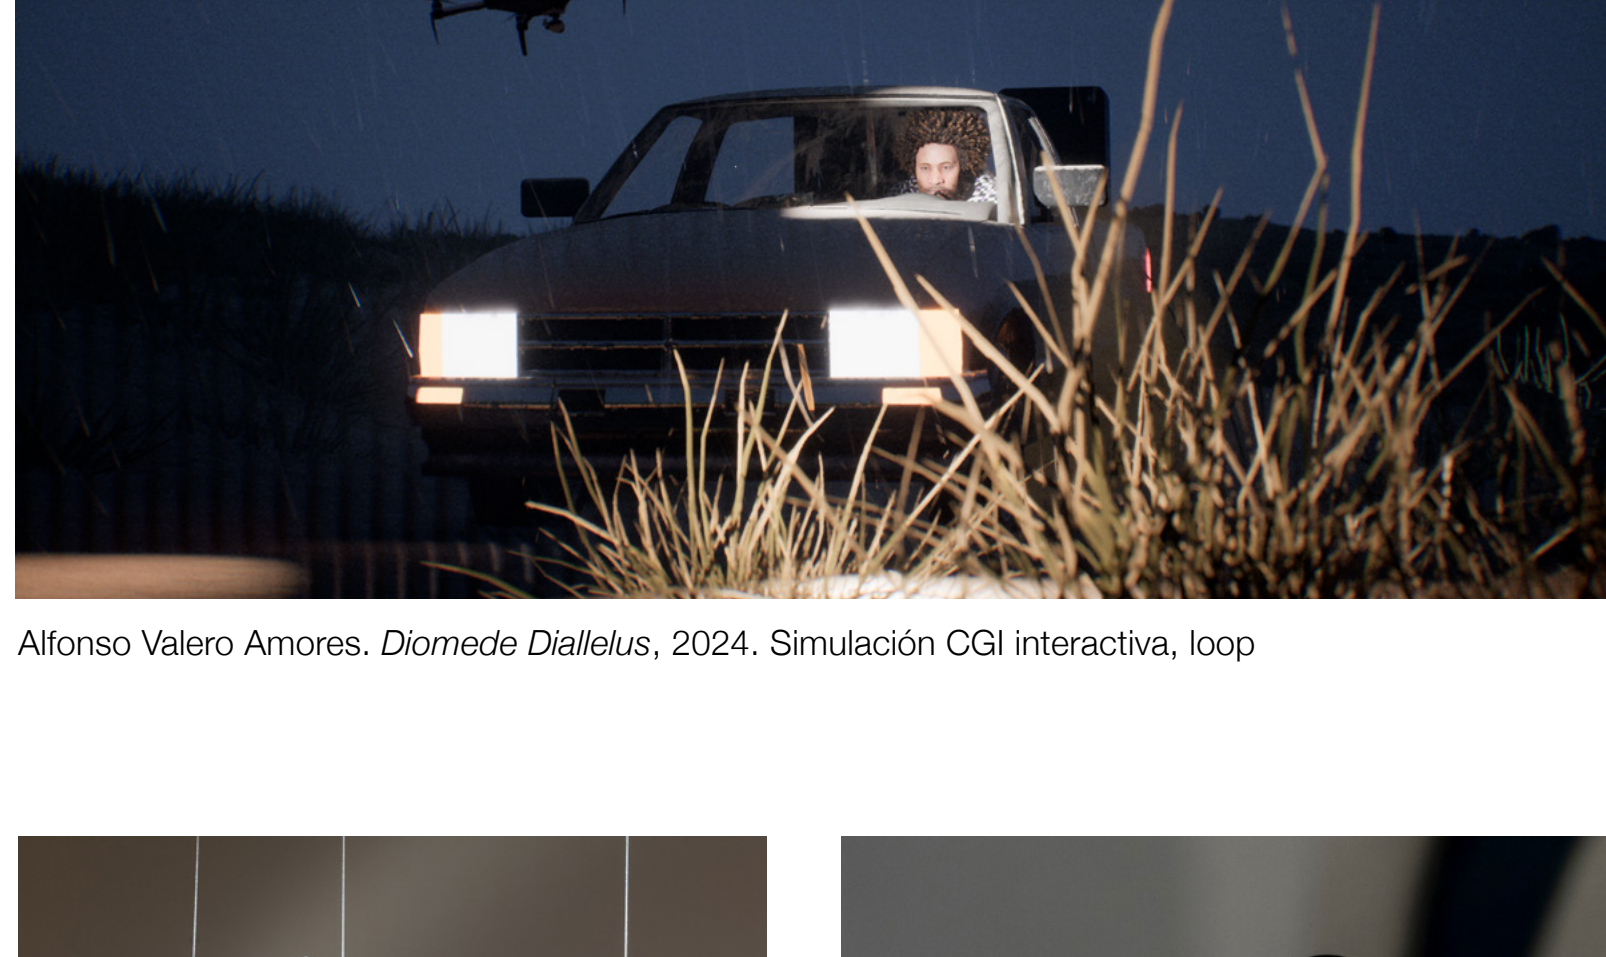 Alfonso Valero Amores. Diomede Diallelus, 2024. Simulación CGI interactiva, loop